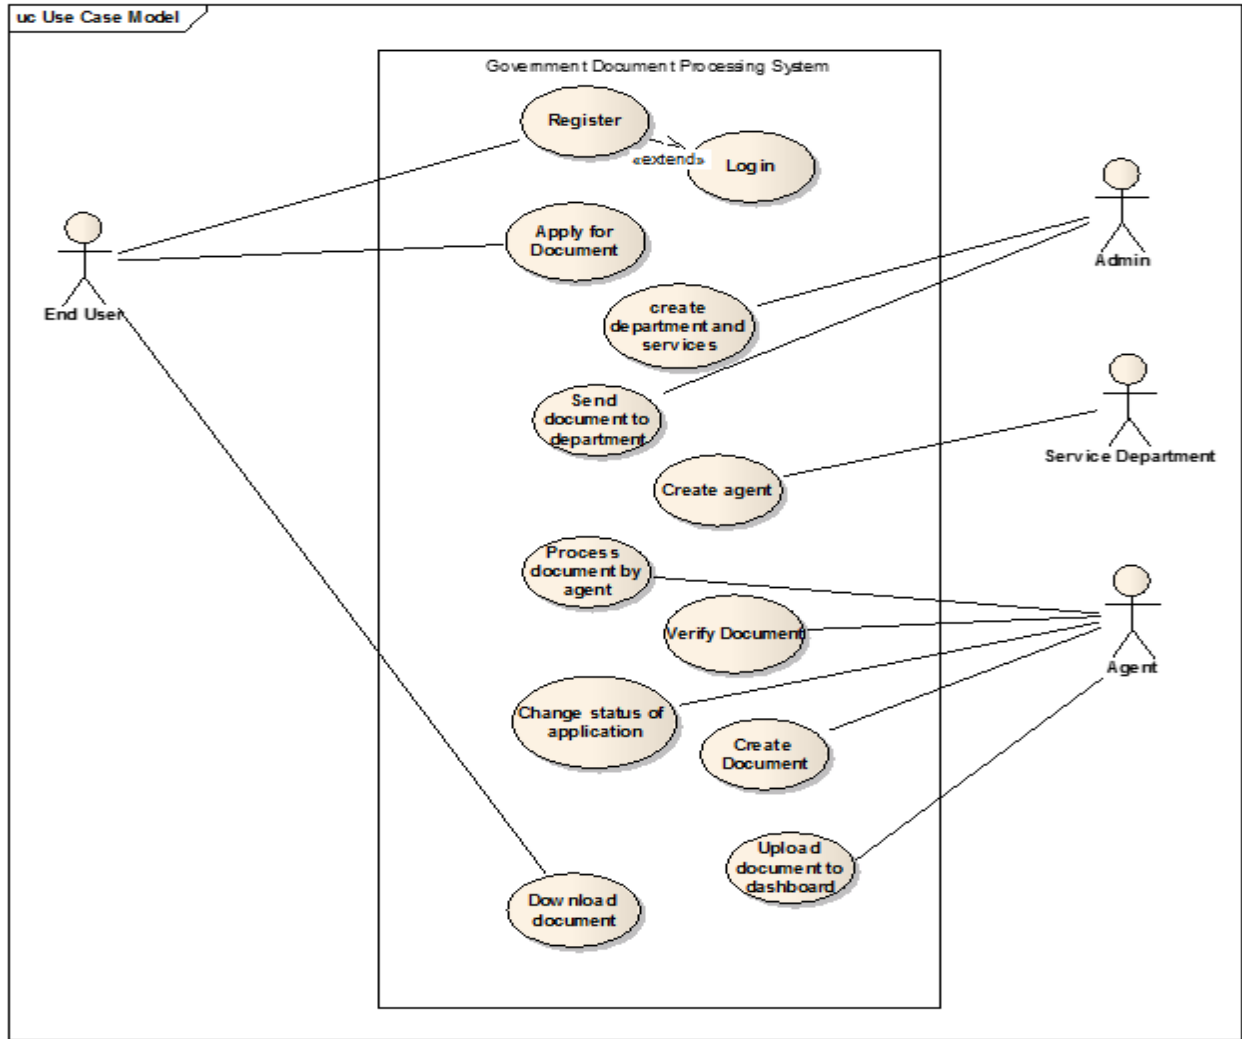 uc Use Case Model
Government Document Processing System
Register
«extend»
Login
Apply for
Document
End User
Admin
create
department and
services
Send
document to
department
Service Department
Create agent
Process
document by
agent
Verify Document
Agent
Change status of
application
Create
Document
Upload
document to
dashboard
Download
document